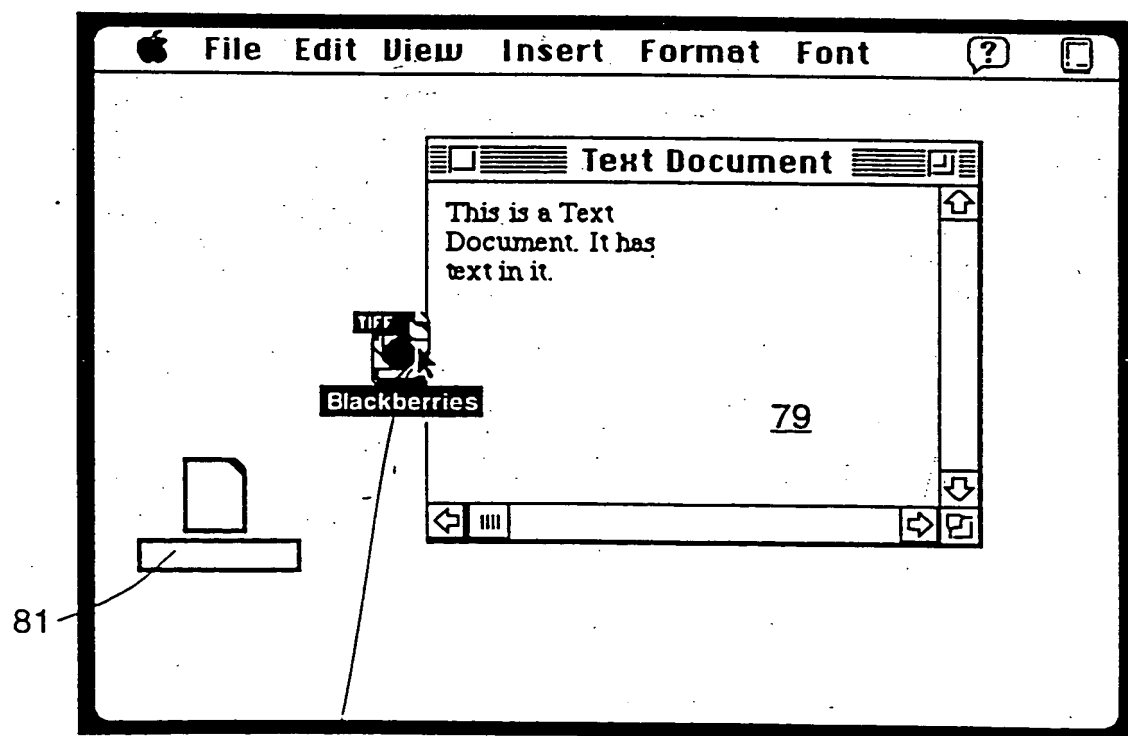 File Edit View Insert Format Font ?
Text Document
This is a Text
Document. It has
text in it.
TIFF
Blackberries
79
81